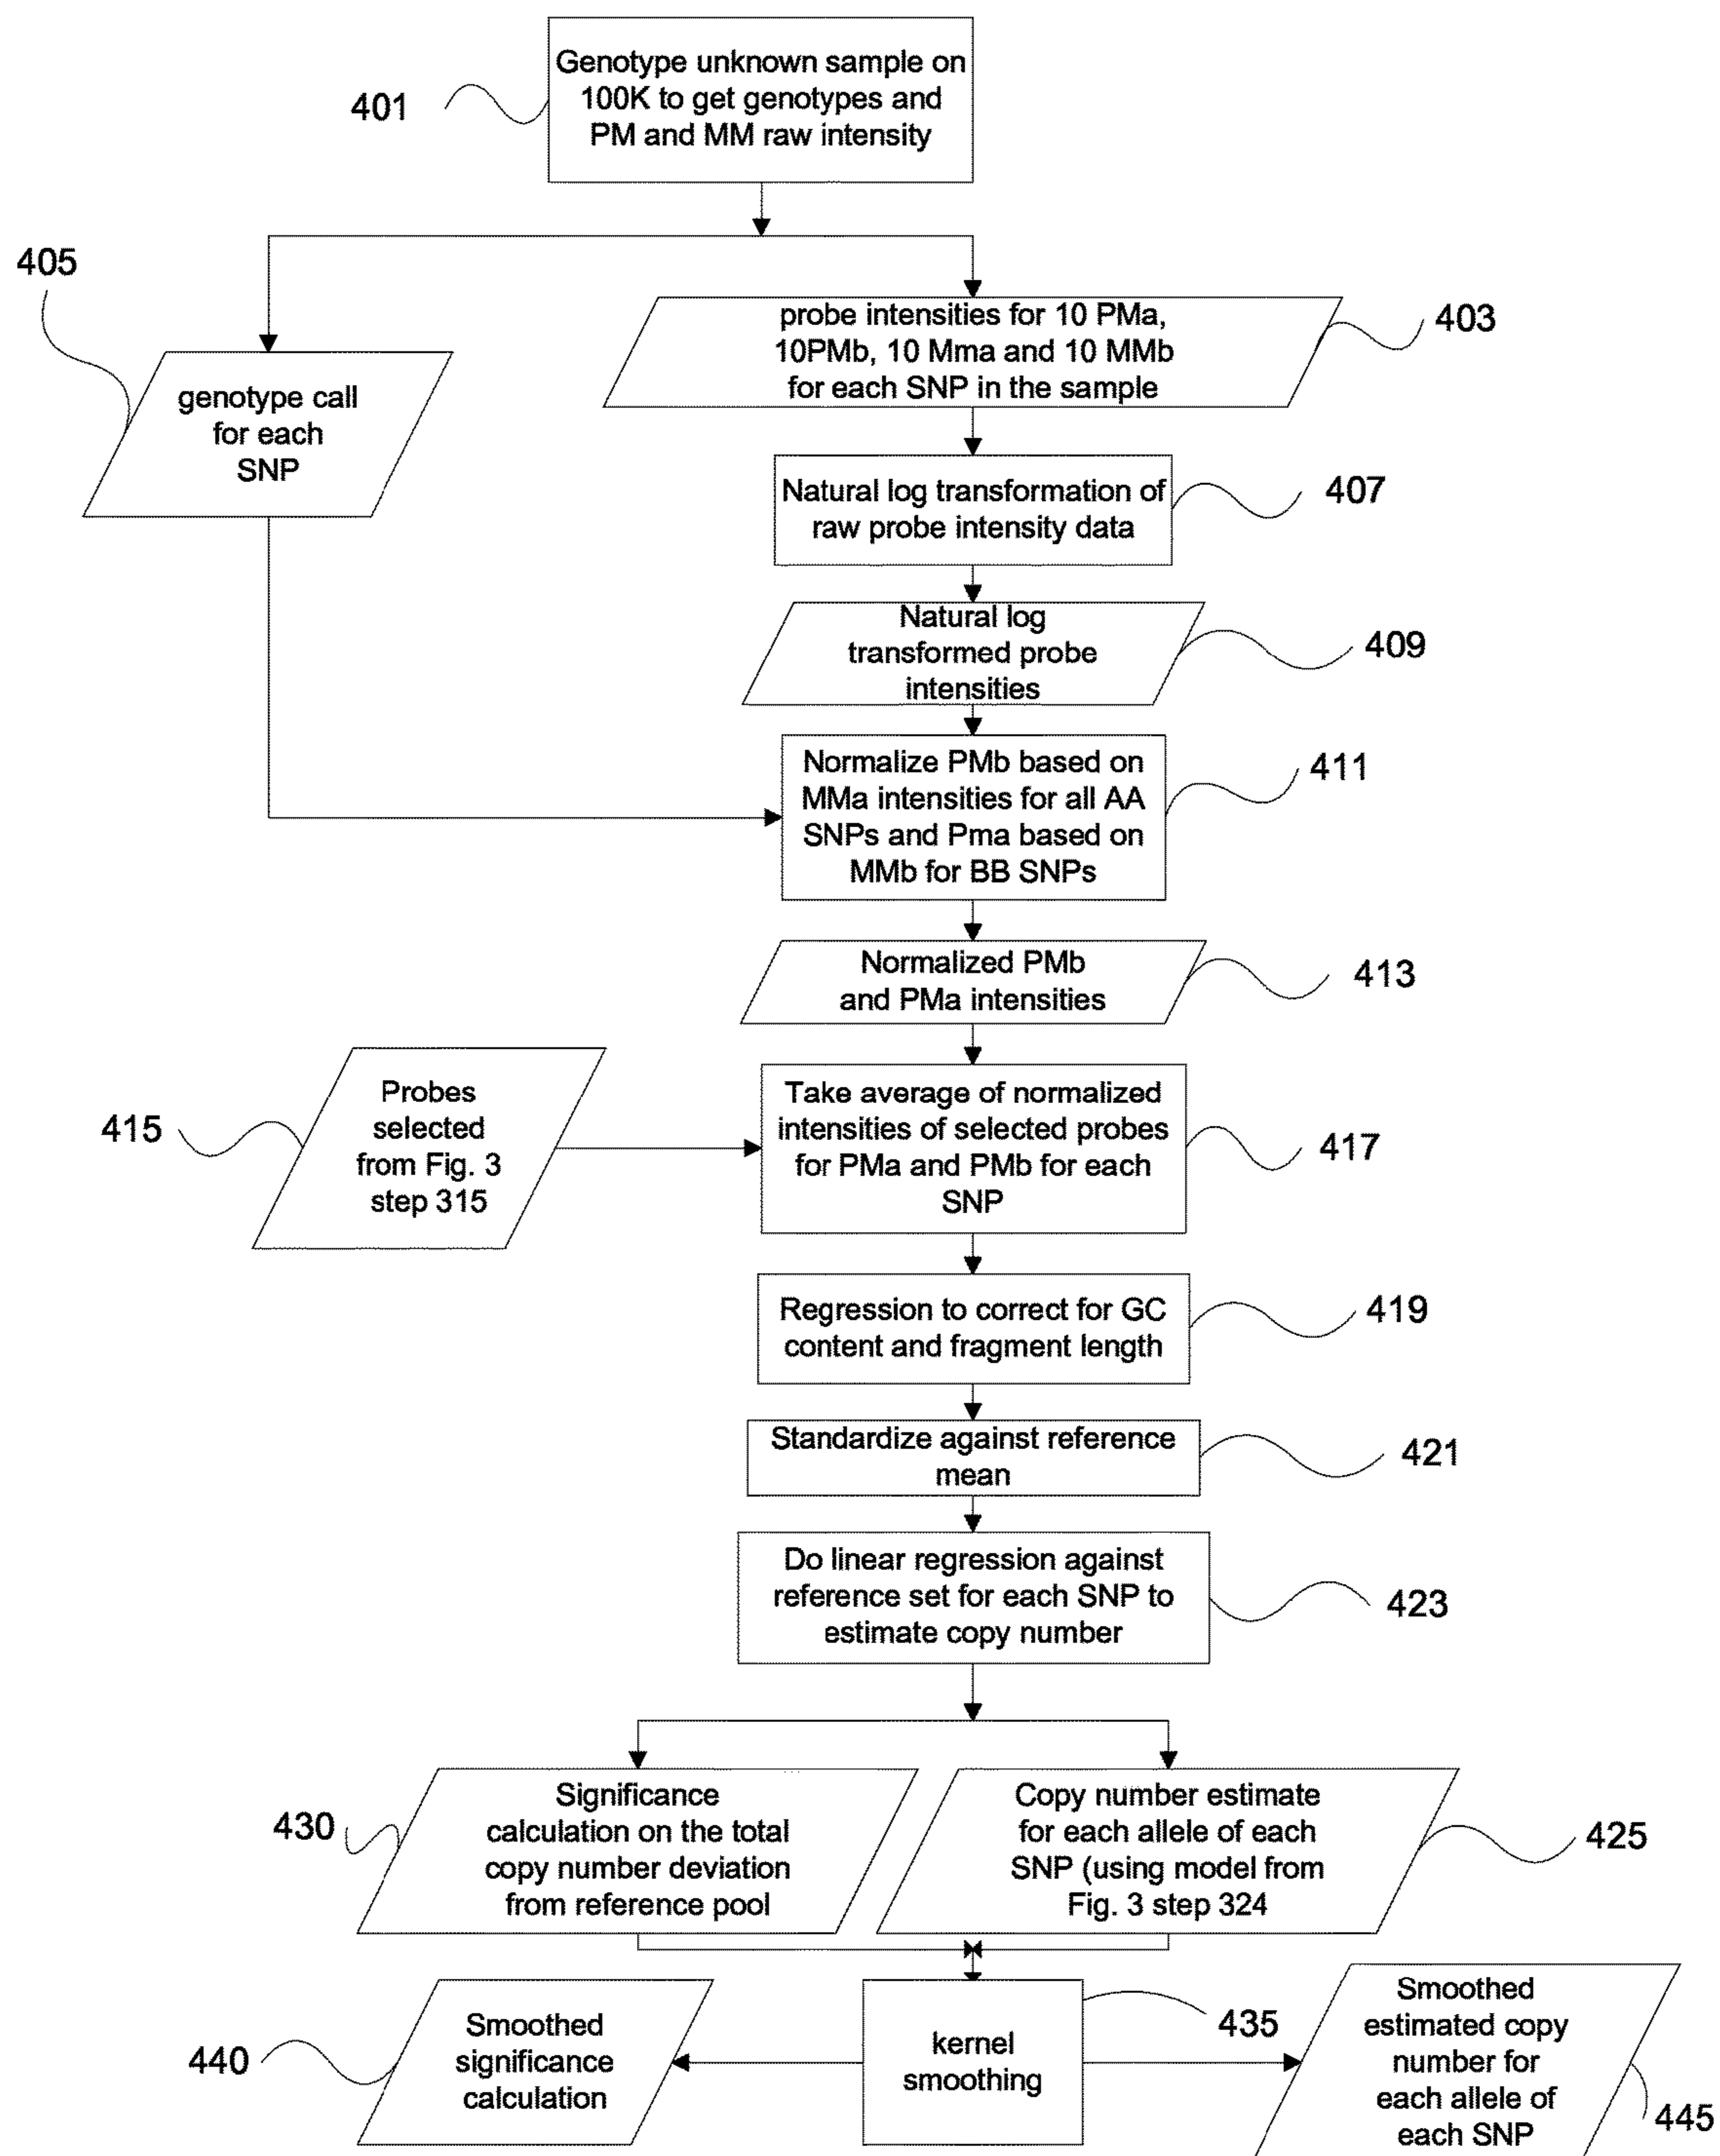 Genotype unknown sample on
100K to get genotypes and
PM and MM raw intensity
401
405
genotype call
for each
SNP
probe intensities for 10 PMa,
10PMb, 10 Mma and 10 MMb
for each SNP in the sample
403
Natural log transformation of
raw probe intensity data
407
Natural log
transformed probe
intensities
409
Normalize PMb based on
MMa intensities for all AA
SNPs and Pma based on
MMb for BB SNPs
411
Normalized PMb
and PMa intensities
413
415
Probes
selected
from Fig. 3
step 315
Take average of normalized
intensities of selected probes
for PMa and PMb for each
SNP
417
Regression to correct for GC
content and fragment length
419
Standardize against reference
mean
421
Do linear regression against
reference set for each SNP to
estimate copy number
423
430
Significance
calculation on the total
copy number deviation
from reference pool
Copy number estimate
for each allele of each
SNP (using model from
Fig. 3 step 324
425
440
Smoothed
significance
calculation
kernel
smoothing
435
Smoothed
estimated copy
number for
each allele of
each SNP
445